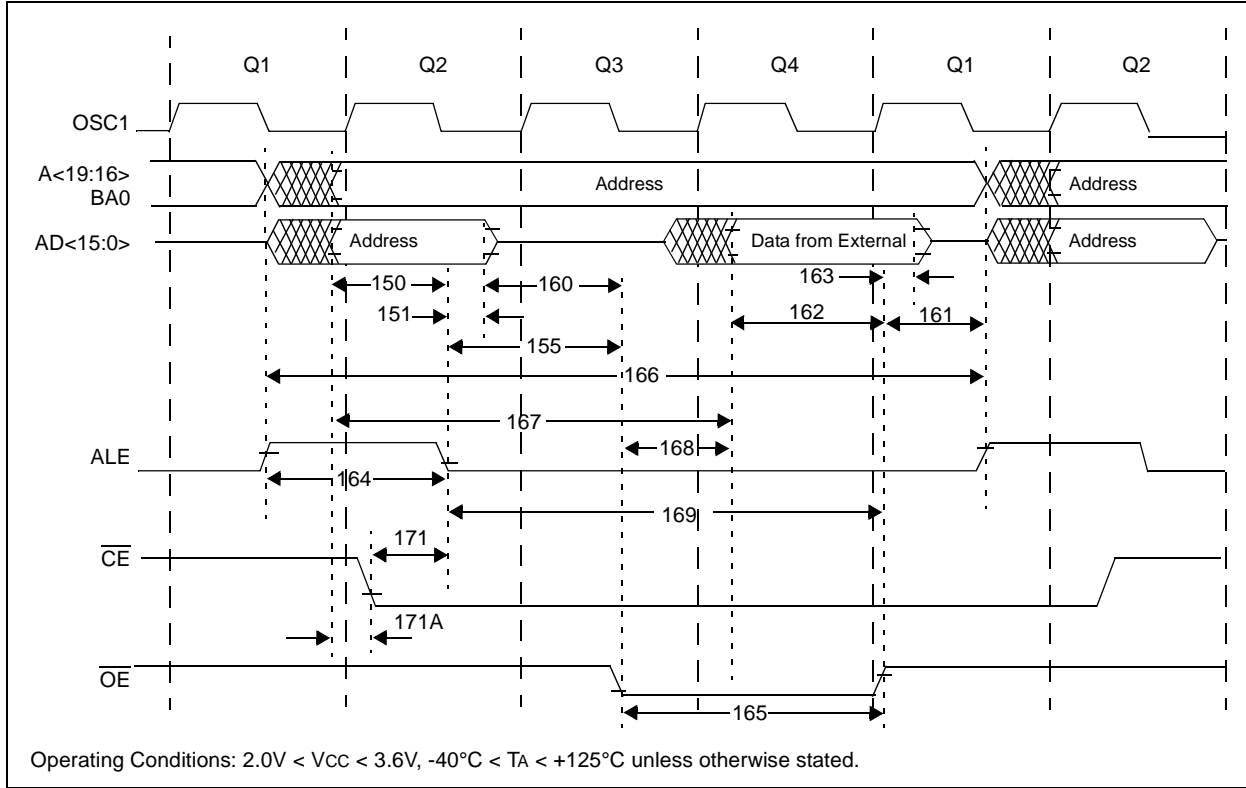 Q1 Q2 Q3 Q4 Q1 Q2
OSC1
A<19:16>
BA0
Address
Address
AD<15:0>
Address
Data from External
Address
150
160
163
151
162
161
155
166
167
168
ALE
164
169
171
CE
171A
OE
165
Operating Conditions: 2.0V < VCC < 3.6V, -40°C < TA < +125°C unless otherwise stated.